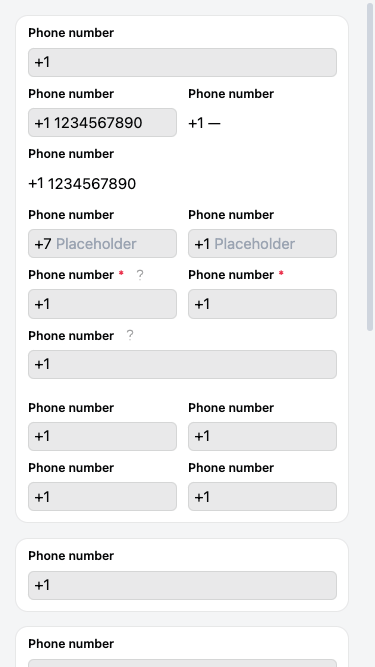 Phone number
+1
Phone number Phone number
+1 1234567890 +1 —
Phone number
+1 1234567890
Phone number Phone number
+7 Placeholder +1 Placeholder
Phone number * ? Phone number *
+1 +1
Phone number ?
+1
Phone number Phone number
+1 +1
Phone number Phone number
+1 +1
Phone number
+1
Phone number